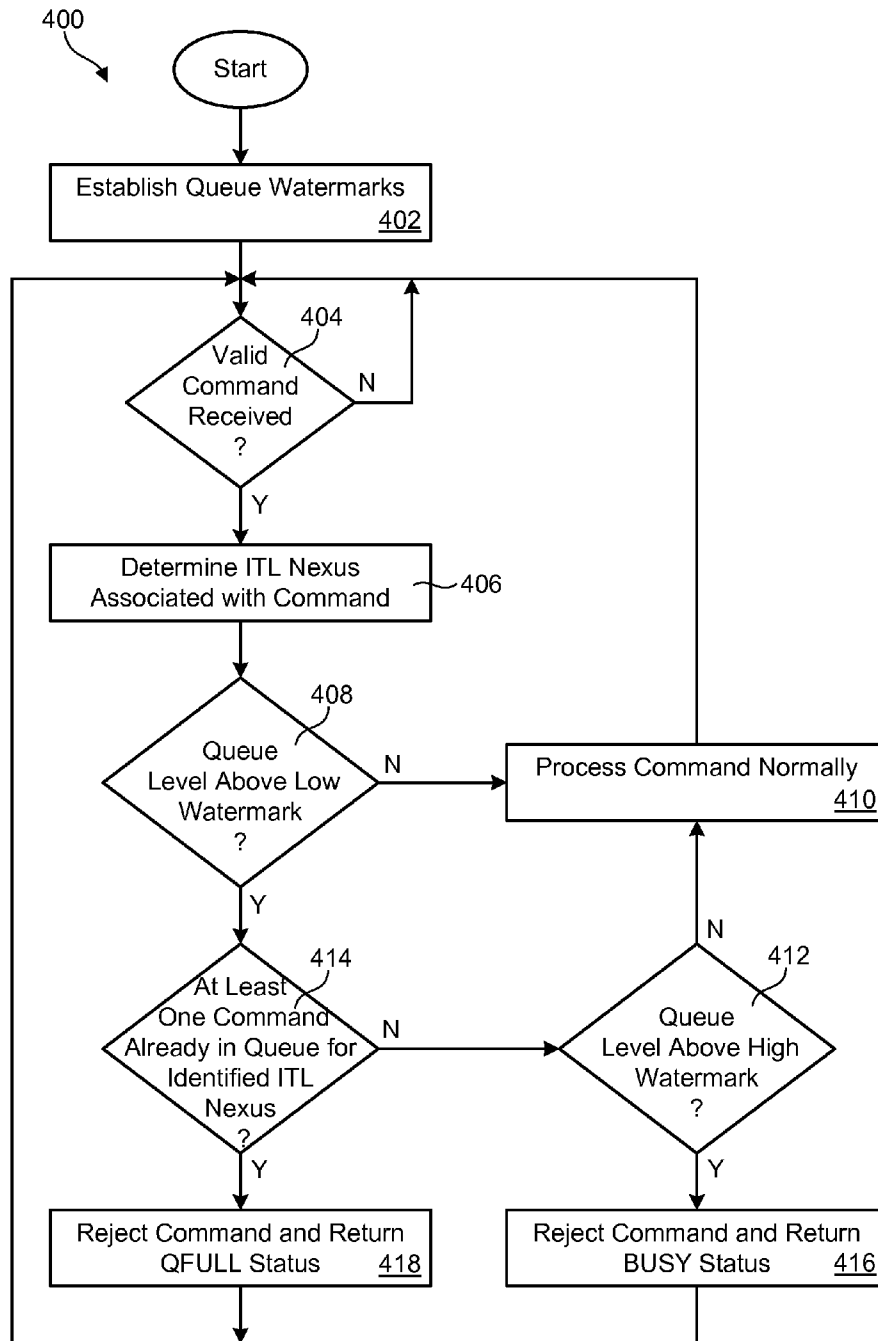 400
Start
Establish Queue Watermarks
402
404
Valid
Command
Received
?
N
Y
Determine ITL Nexus
Associated with Command
406
408
Queue
Level Above Low
Watermark
?
N
Y
Process Command Normally
410
N
414
At Least
One Command
Already in Queue for
Identified ITL
Nexus
?
N
Y
412
Queue
Level Above High
Watermark
?
Y
Reject Command and Return
QFULL Status 418
Reject Command and Return
BUSY Status 416